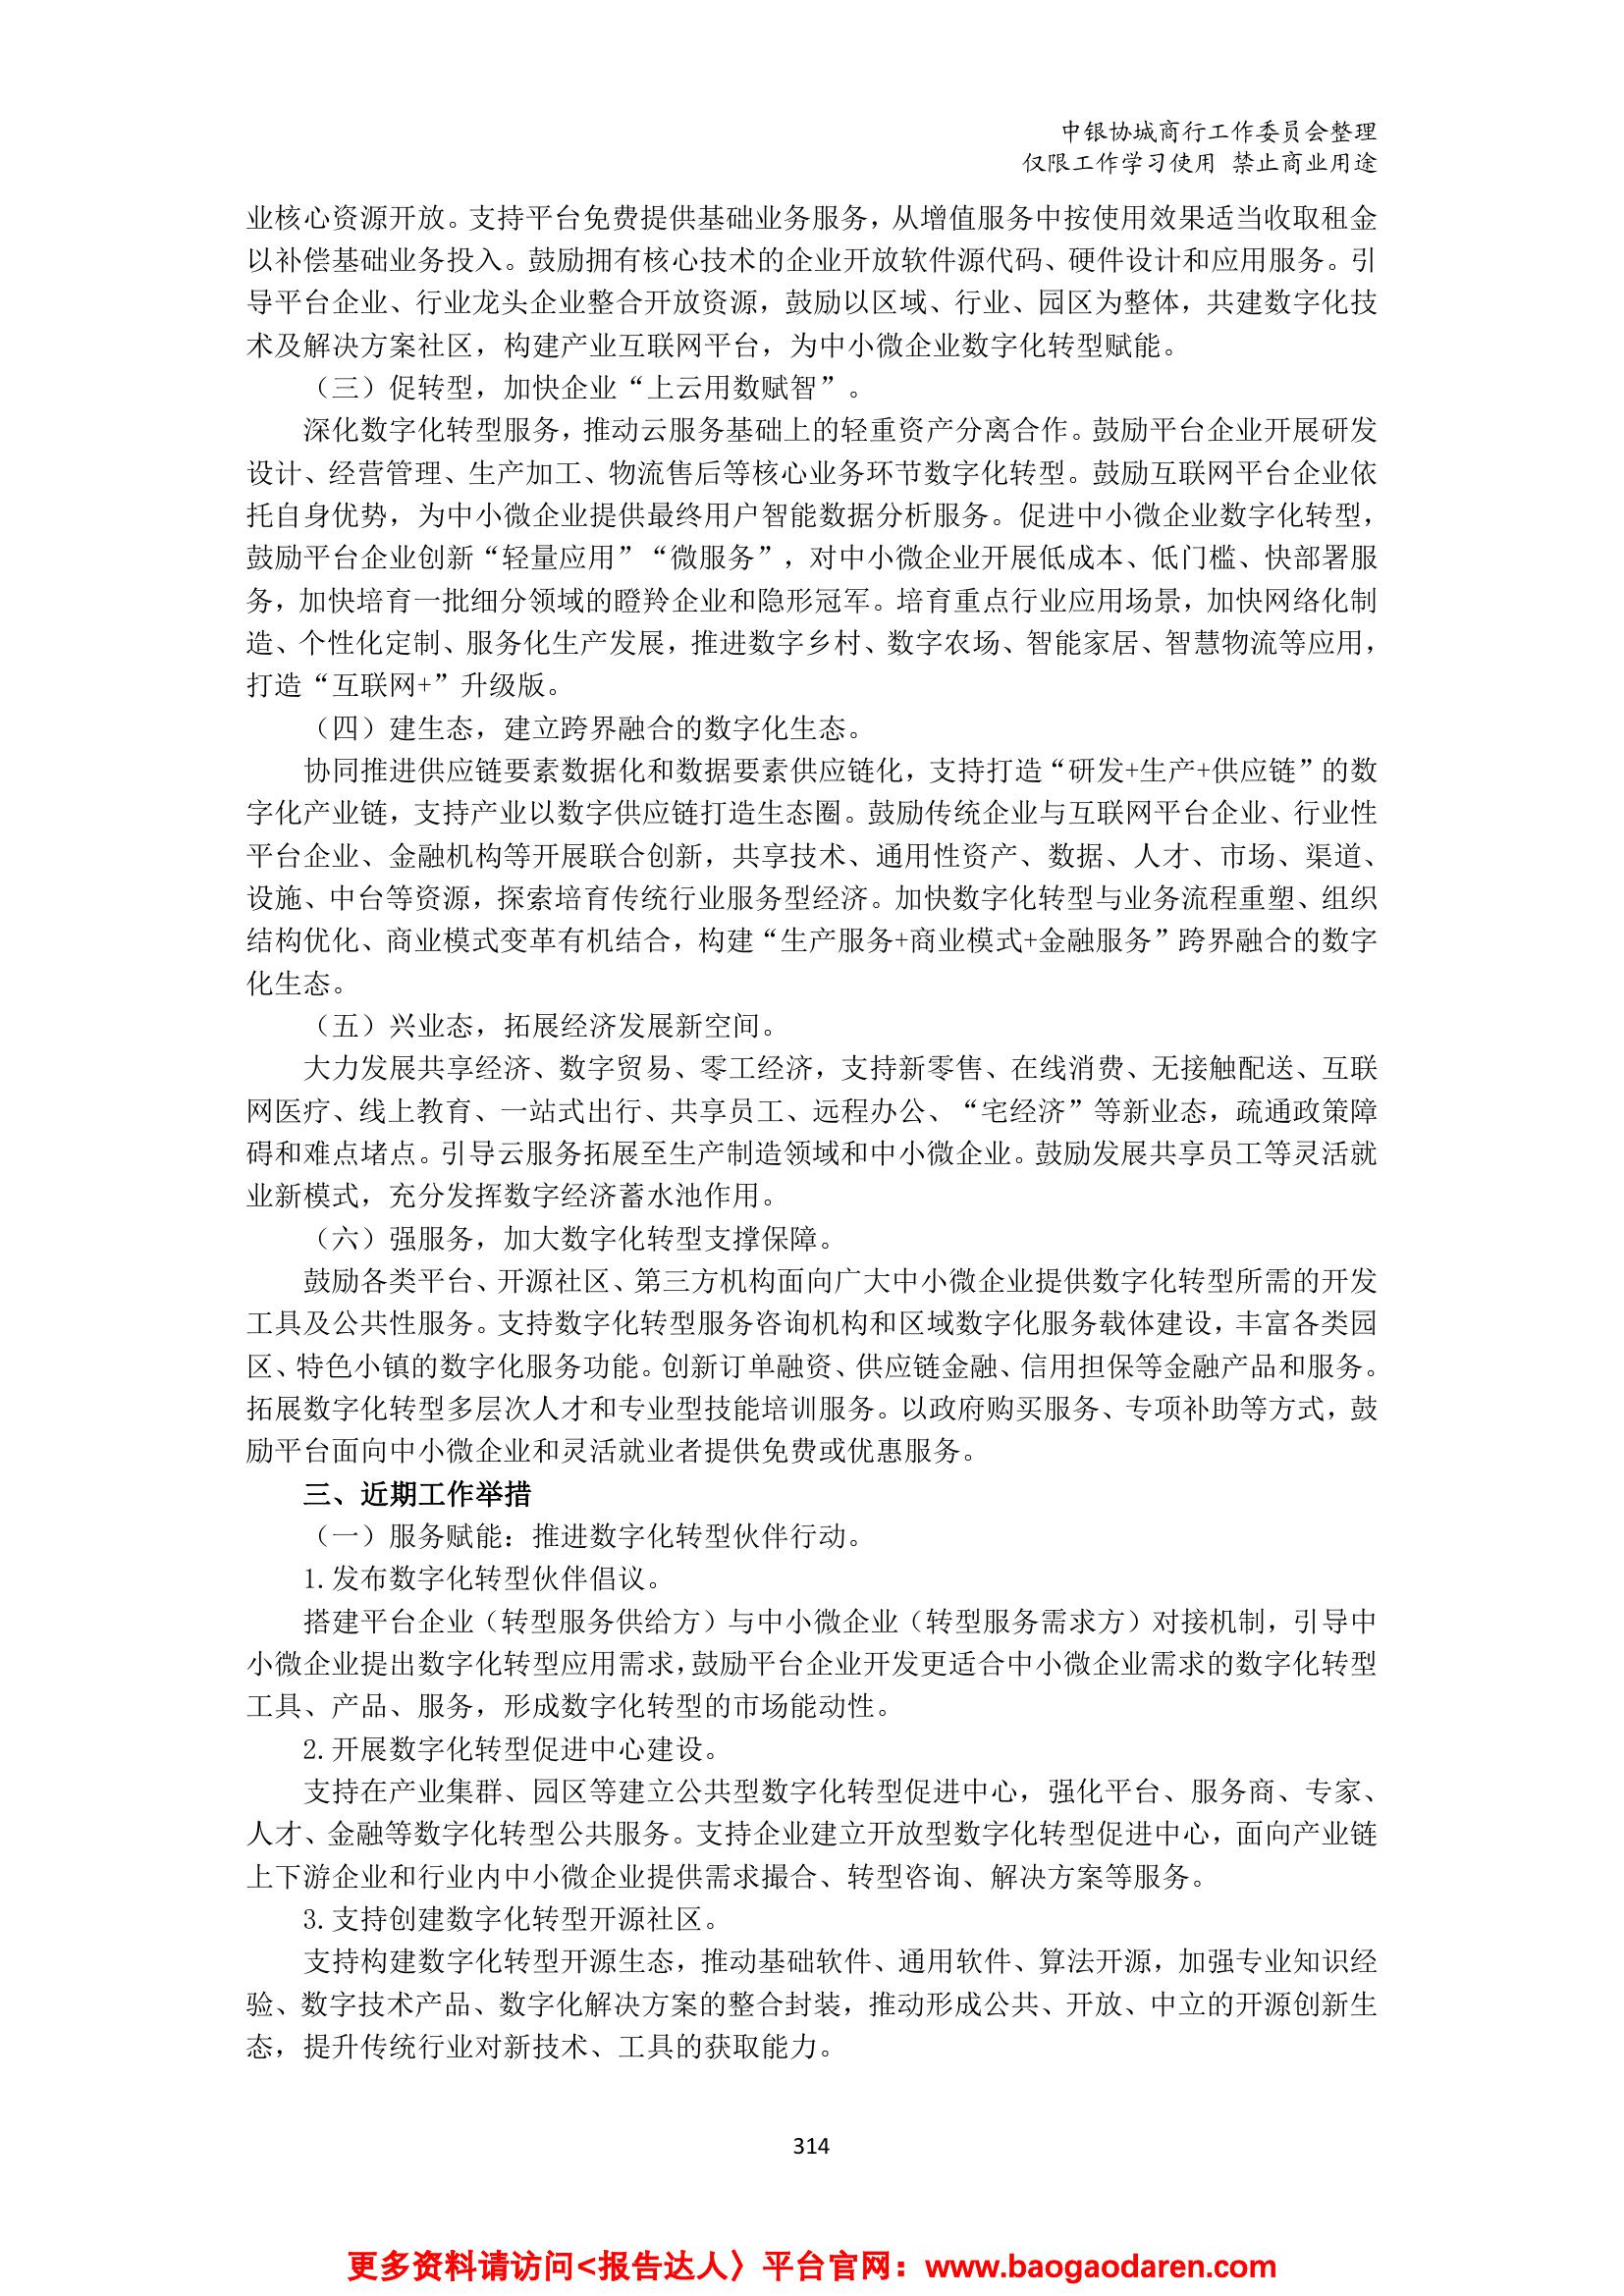 中银协城商行工作委员会整理
仅限工作学习使用 禁止商业用途
业核心资源开放。支持平台免费提供基础业务服务，从增值服务中按使用效果适当收取租金
以补偿基础业务投入。鼓励拥有核心技术的企业开放软件源代码、硬件设计和应用服务。引
导平台企业、行业龙头企业整合开放资源，鼓励以区域、行业、园区为整体，共建数字化技
术及解决方案社区，构建产业互联网平台，为中小微企业数字化转型赋能。
（三）促转型，加快企业“上云用数赋智”。
深化数字化转型服务，推动云服务基础上的轻重资产分离合作。鼓励平台企业开展研发
设计、经营管理、生产加工、物流售后等核心业务环节数字化转型。鼓励互联网平台企业依
托自身优势，为中小微企业提供最终用户智能数据分析服务。促进中小微企业数字化转型，
鼓励平台企业创新“轻量应用”“微服务”，对中小微企业开展低成本、低门槛、快部署服
务，加快培育一批细分领域的瞪羚企业和隐形冠军。培育重点行业应用场景，加快网络化制
造、个性化定制、服务化生产发展，推进数字乡村、数字农场、智能家居、智慧物流等应用，
打造“互联网+”升级版。
（四）建生态，建立跨界融合的数字化生态。
协同推进供应链要素数据化和数据要素供应链化，支持打造“研发+生产+供应链”的数
字化产业链，支持产业以数字供应链打造生态圈。鼓励传统企业与互联网平台企业、行业性
平台企业、金融机构等开展联合创新，共享技术、通用性资产、数据、人才、市场、渠道、
设施、中台等资源，探索培育传统行业服务型经济。加快数字化转型与业务流程重塑、组织
结构优化、商业模式变革有机结合，构建“生产服务+商业模式+金融服务”跨界融合的数字
化生态。
（五）兴业态，拓展经济发展新空间。
大力发展共享经济、数字贸易、零工经济，支持新零售、在线消费、无接触配送、互联
网医疗、线上教育、一站式出行、共享员工、远程办公、“宅经济”等新业态，疏通政策障
碍和难点堵点。引导云服务拓展至生产制造领域和中小微企业。鼓励发展共享员工等灵活就
业新模式，充分发挥数字经济蓄水池作用。
（六）强服务，加大数字化转型支撑保障。
鼓励各类平台、开源社区、第三方机构面向广大中小微企业提供数字化转型所需的开发
工具及公共性服务。支持数字化转型服务咨询机构和区域数字化服务载体建设，丰富各类园
区、特色小镇的数字化服务功能。创新订单融资、供应链金融、信用担保等金融产品和服务。
拓展数字化转型多层次人才和专业型技能培训服务。以政府购买服务、专项补助等方式，鼓
励平台面向中小微企业和灵活就业者提供免费或优惠服务。
三、近期工作举措
（一）服务赋能：推进数字化转型伙伴行动。
1.发布数字化转型伙伴倡议。
搭建平台企业（转型服务供给方）与中小微企业（转型服务需求方）对接机制，引导中
小微企业提出数字化转型应用需求，鼓励平台企业开发更适合中小微企业需求的数字化转型
工具、产品、服务，形成数字化转型的市场能动性。
2.开展数字化转型促进中心建设。
支持在产业集群、园区等建立公共型数字化转型促进中心，强化平台、服务商、专家、
人才、金融等数字化转型公共服务。支持企业建立开放型数字化转型促进中心，面向产业链
上下游企业和行业内中小微企业提供需求撮合、转型咨询、解决方案等服务。
3.支持创建数字化转型开源社区。
支持构建数字化转型开源生态，推动基础软件、通用软件、算法开源，加强专业知识经
验、数字技术产品、数字化解决方案的整合封装，推动形成公共、开放、中立的开源创新生
态，提升传统行业对新技术、工具的获取能力。
314
更多资料请访问<报告达人〉平台官网：www.baogaodaren.com